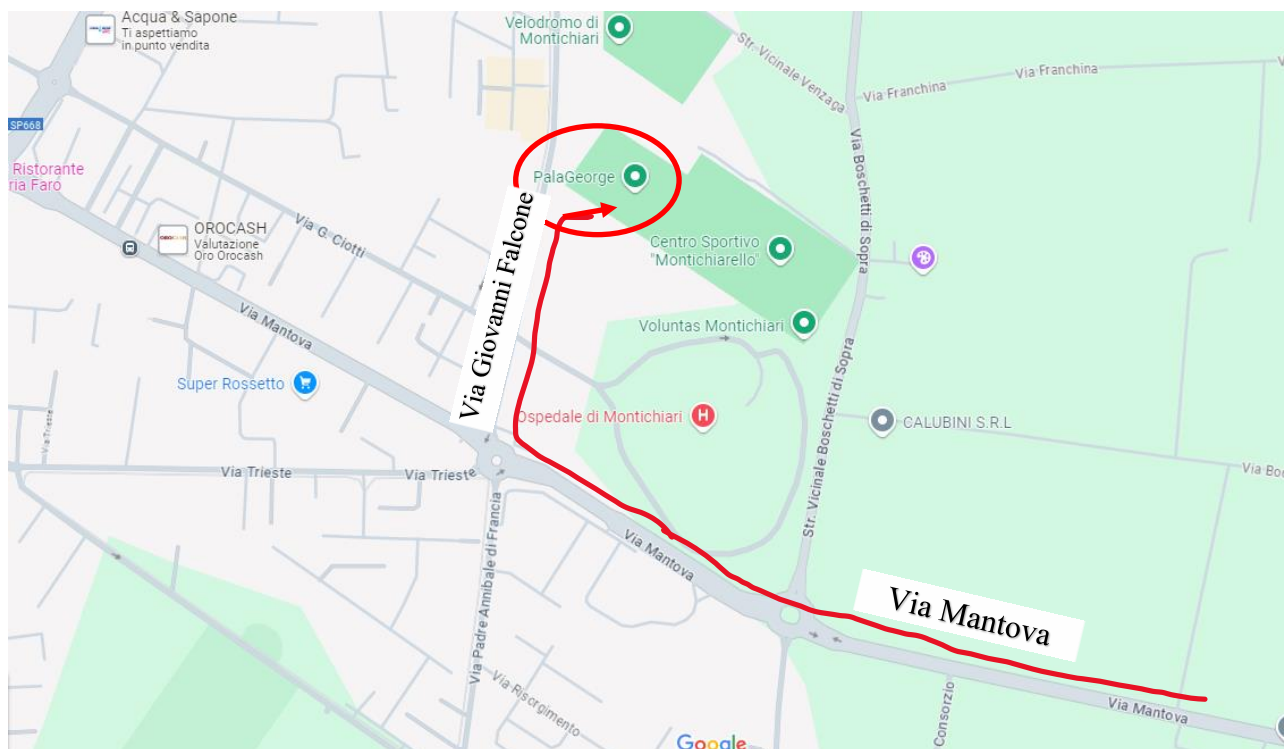 Acqua & Sapone
Ti aspettiamo
in punto vendita
Velodromo di
Montichiari
Str. Vicinale Venzaga
Via Franchina
Via Franchina
SP668
Ristorante
ria Faro
PalaGeorge
Via Boschetti di Sopra
OROCASH
Valutazione
Oro Orocash
Via G. Ciotti
Via Giovanni Falcone
Centro Sportivo
"Montichiarello"
Via Mantova
Voluntas Montichiari
Super Rossetto
Ospedale di Montichiari
H
CALUBINI S.R.L
Via Trieste
Via Trieste
Via Trieste
Str. Vicinale Boschetti di Sopra
Via Boc
Via Padre Annibale di Francia
Via Mantova
Via Mantova
Via Risorgimento
Consorzio
Via Mantova
Google